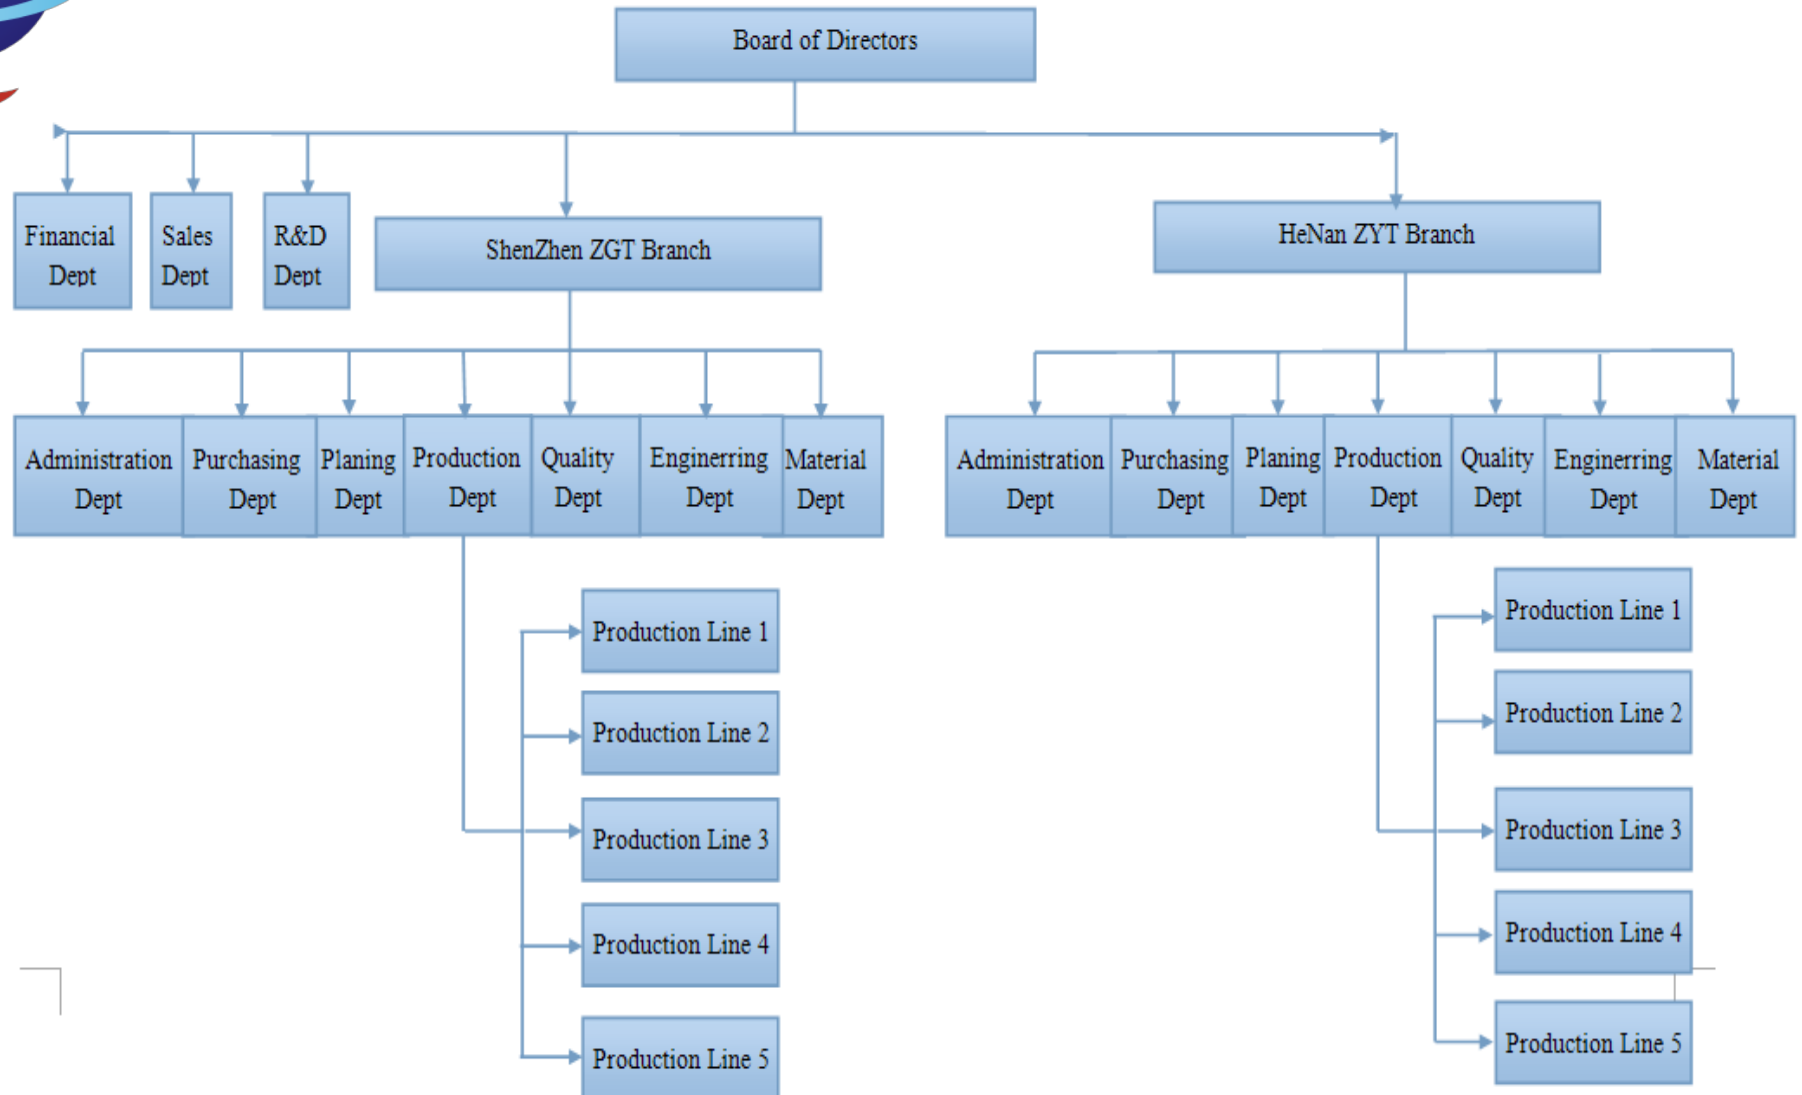 Board of Directors
Financial
Dept
Sales
Dept
R&D
Dept
ShenZhen ZGT Branch
HeNan ZYT Branch
Administration
Dept
Purchasing
Dept
Planing
Dept
Production
Dept
Quality
Dept
Enginerring
Dept
Material
Dept
Administration
Dept
Purchasing
Dept
Planing
Dept
Production
Dept
Quality
Dept
Enginerring
Dept
Material
Dept
Production Line 1
Production Line 2
Production Line 3
Production Line 4
Production Line 5
Production Line 1
Production Line 2
Production Line 3
Production Line 4
Production Line 5